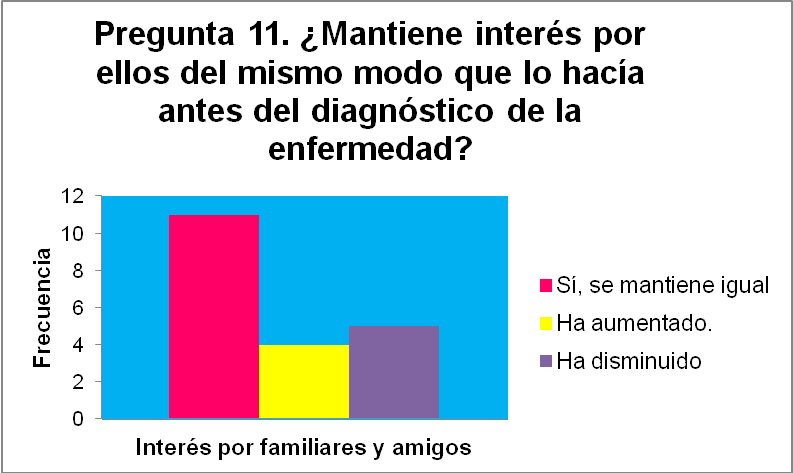 Pregunta 11. ¿Mantiene interés por
ellos del mismo modo que lo hacía
antes del diagnóstico de la
enfermedad?
12
10
8
6
4
2
0
Frecuencia
Interés por familiares y amigos
Sí, se mantiene igual
Ha aumentado.
Ha disminuido